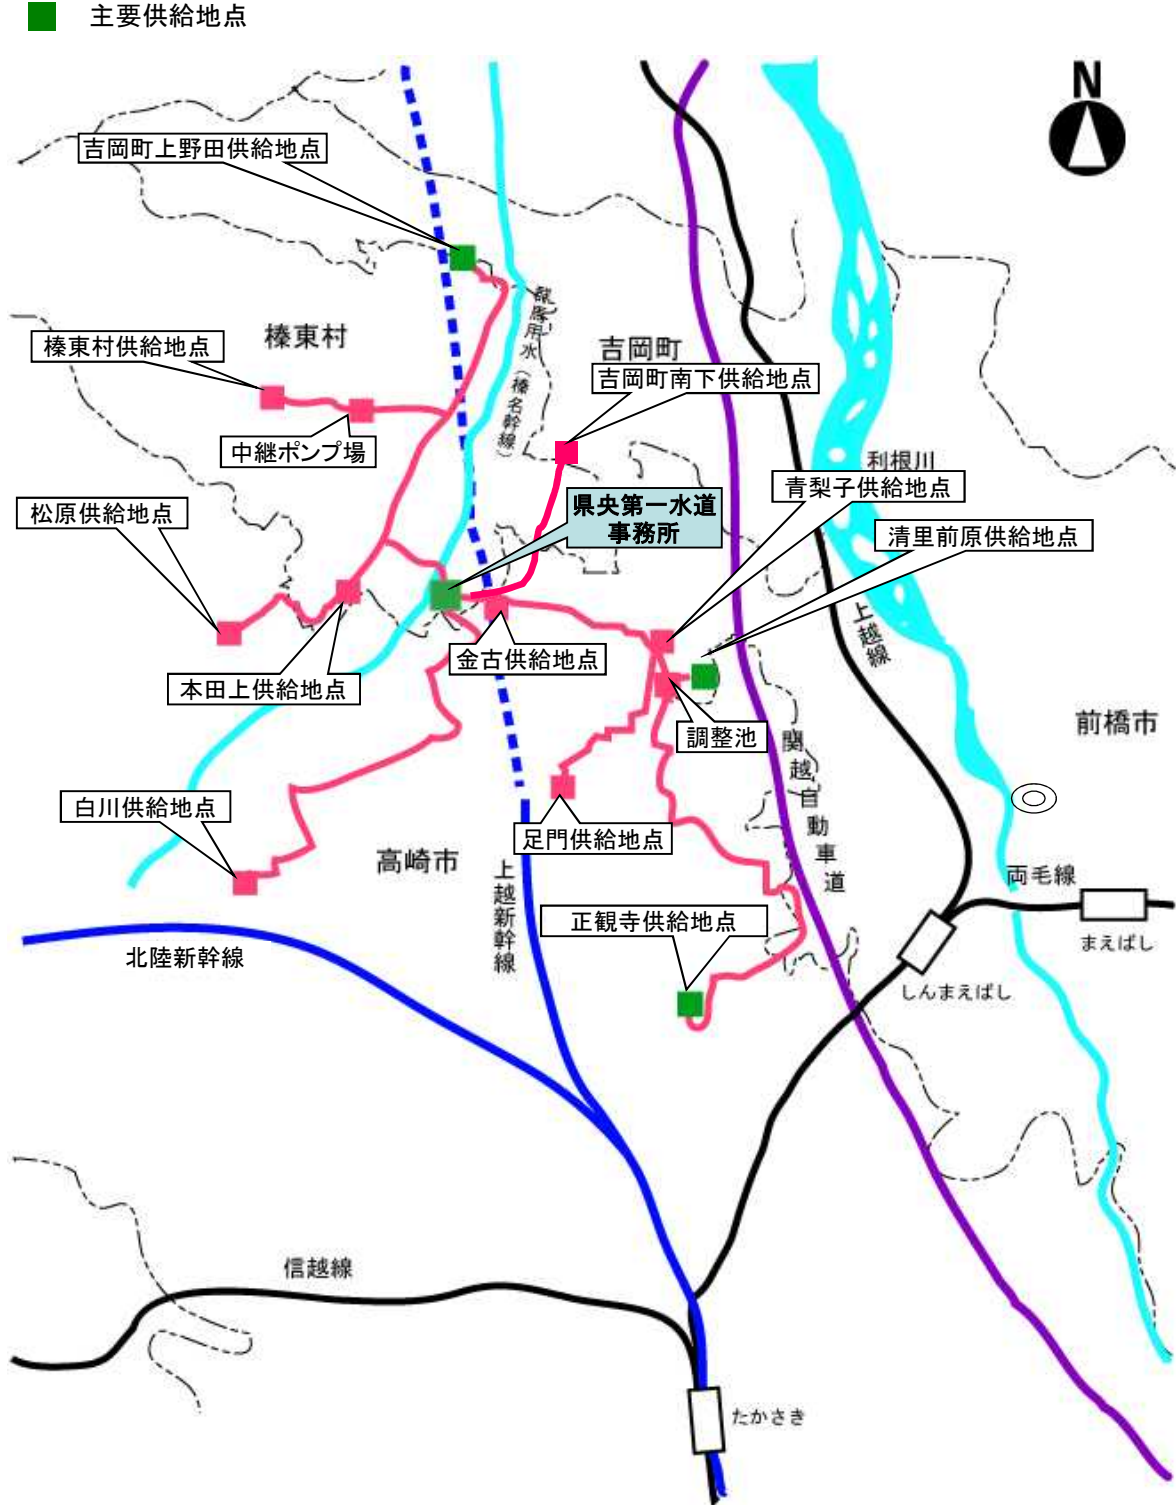 主要供給地点
N
吉岡町上野田供給地点
榛東村
榛東村供給地点
群馬用水（榛名幹線）
吉岡町
吉岡町南下供給地点
中継ポンプ場
利根川
青梨子供給地点
松原供給地点
県央第一水道
事務所
清里前原供給地点
上越線
金古供給地点
本田上供給地点
調整池
前橋市
関越自動車道
白川供給地点
足門供給地点
高崎市
上越新幹線
両毛線
正観寺供給地点
まえばし
北陸新幹線
しんまえばし
信越線
たかさき